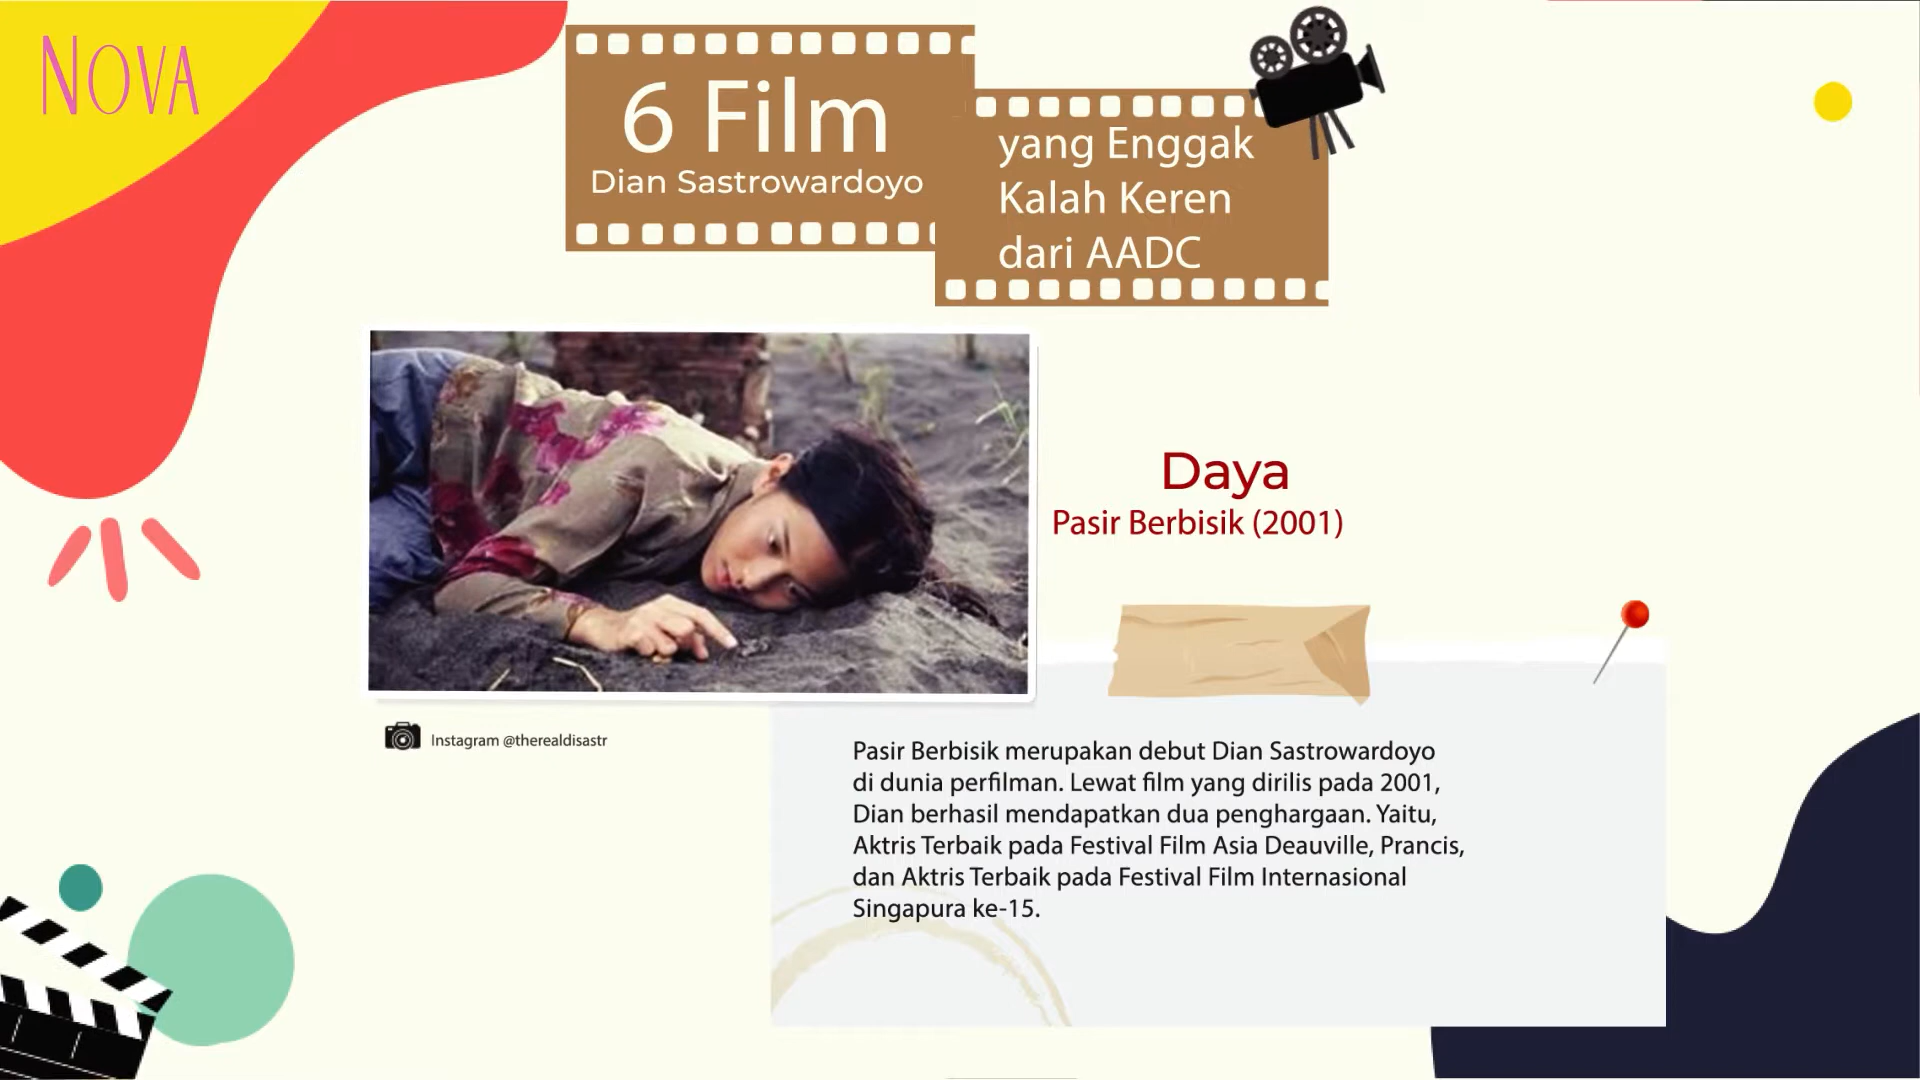 NOVA
6 Film
Dian Sastrowardoyo
yang Enggak
Kalah Keren
dari AADC
Daya
Pasir Berbisik (2001)
Instagram @therealdisastr
Pasir Berbisik merupakan debut Dian Sastrowardoyo
di dunia perfilman. Lewat film yang dirilis pada 2001,
Dian berhasil mendapatkan dua penghargaan. Yaitu,
Aktris Terbaik pada Festival Film Asia Deauville, Prancis,
dan Aktris Terbaik pada Festival Film Internasional
Singapura ke-15.